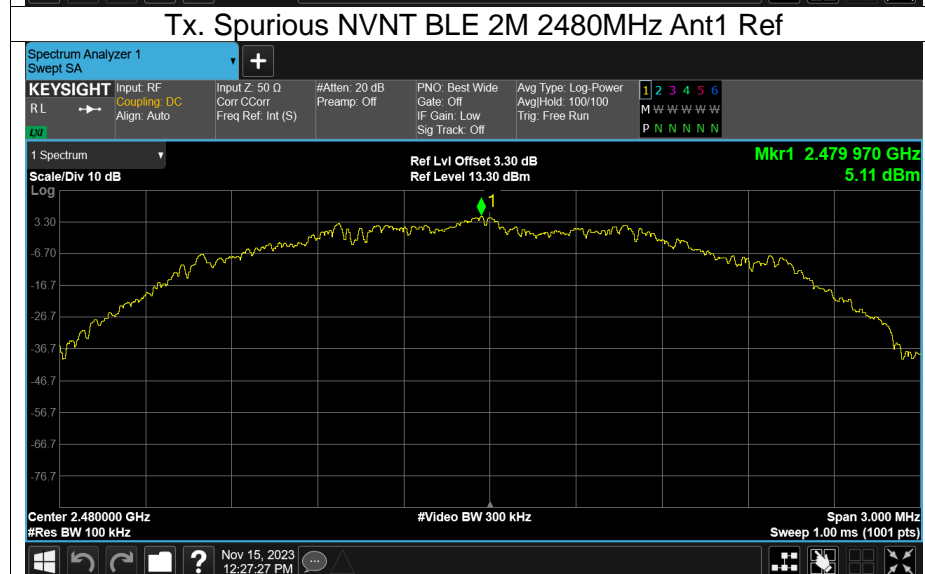 Tx. Spurious NVNT BLE 2M 2480MHz Ant1 Ref
Spectrum Analyzer 1
Swept SA
+
KEYSIGHT Input: RF Input Z: 50 Ω #Atten: 20 dB PNO: Best Wide Avg Type: Log-Power 1 2 3 4 5 6
RL Coupling: DC Corr CCorr Preamp: Off Gate: Off Avg|Hold: 100/100 M W W W W W
Align: Auto Freq Ref: Int (S) IF Gain: Low Trig: Free Run
LXI Sig Track: Off P N N N N N
1 Spectrum Ref Lvl Offset 3.30 dB Mkr1 2.479 970 GHz
Scale/Div 10 dB Ref Level 13.30 dBm 5.11 dBm
Log
1
3.30
-6.70
-16.7
-26.7
-36.7
-46.7
-56.7
-66.7
-76.7
Center 2.480000 GHz #Video BW 300 kHz Span 3.000 MHz
#Res BW 100 kHz Sweep 1.00 ms (1001 pts)
? Nov 15, 2023
12:27:27 PM